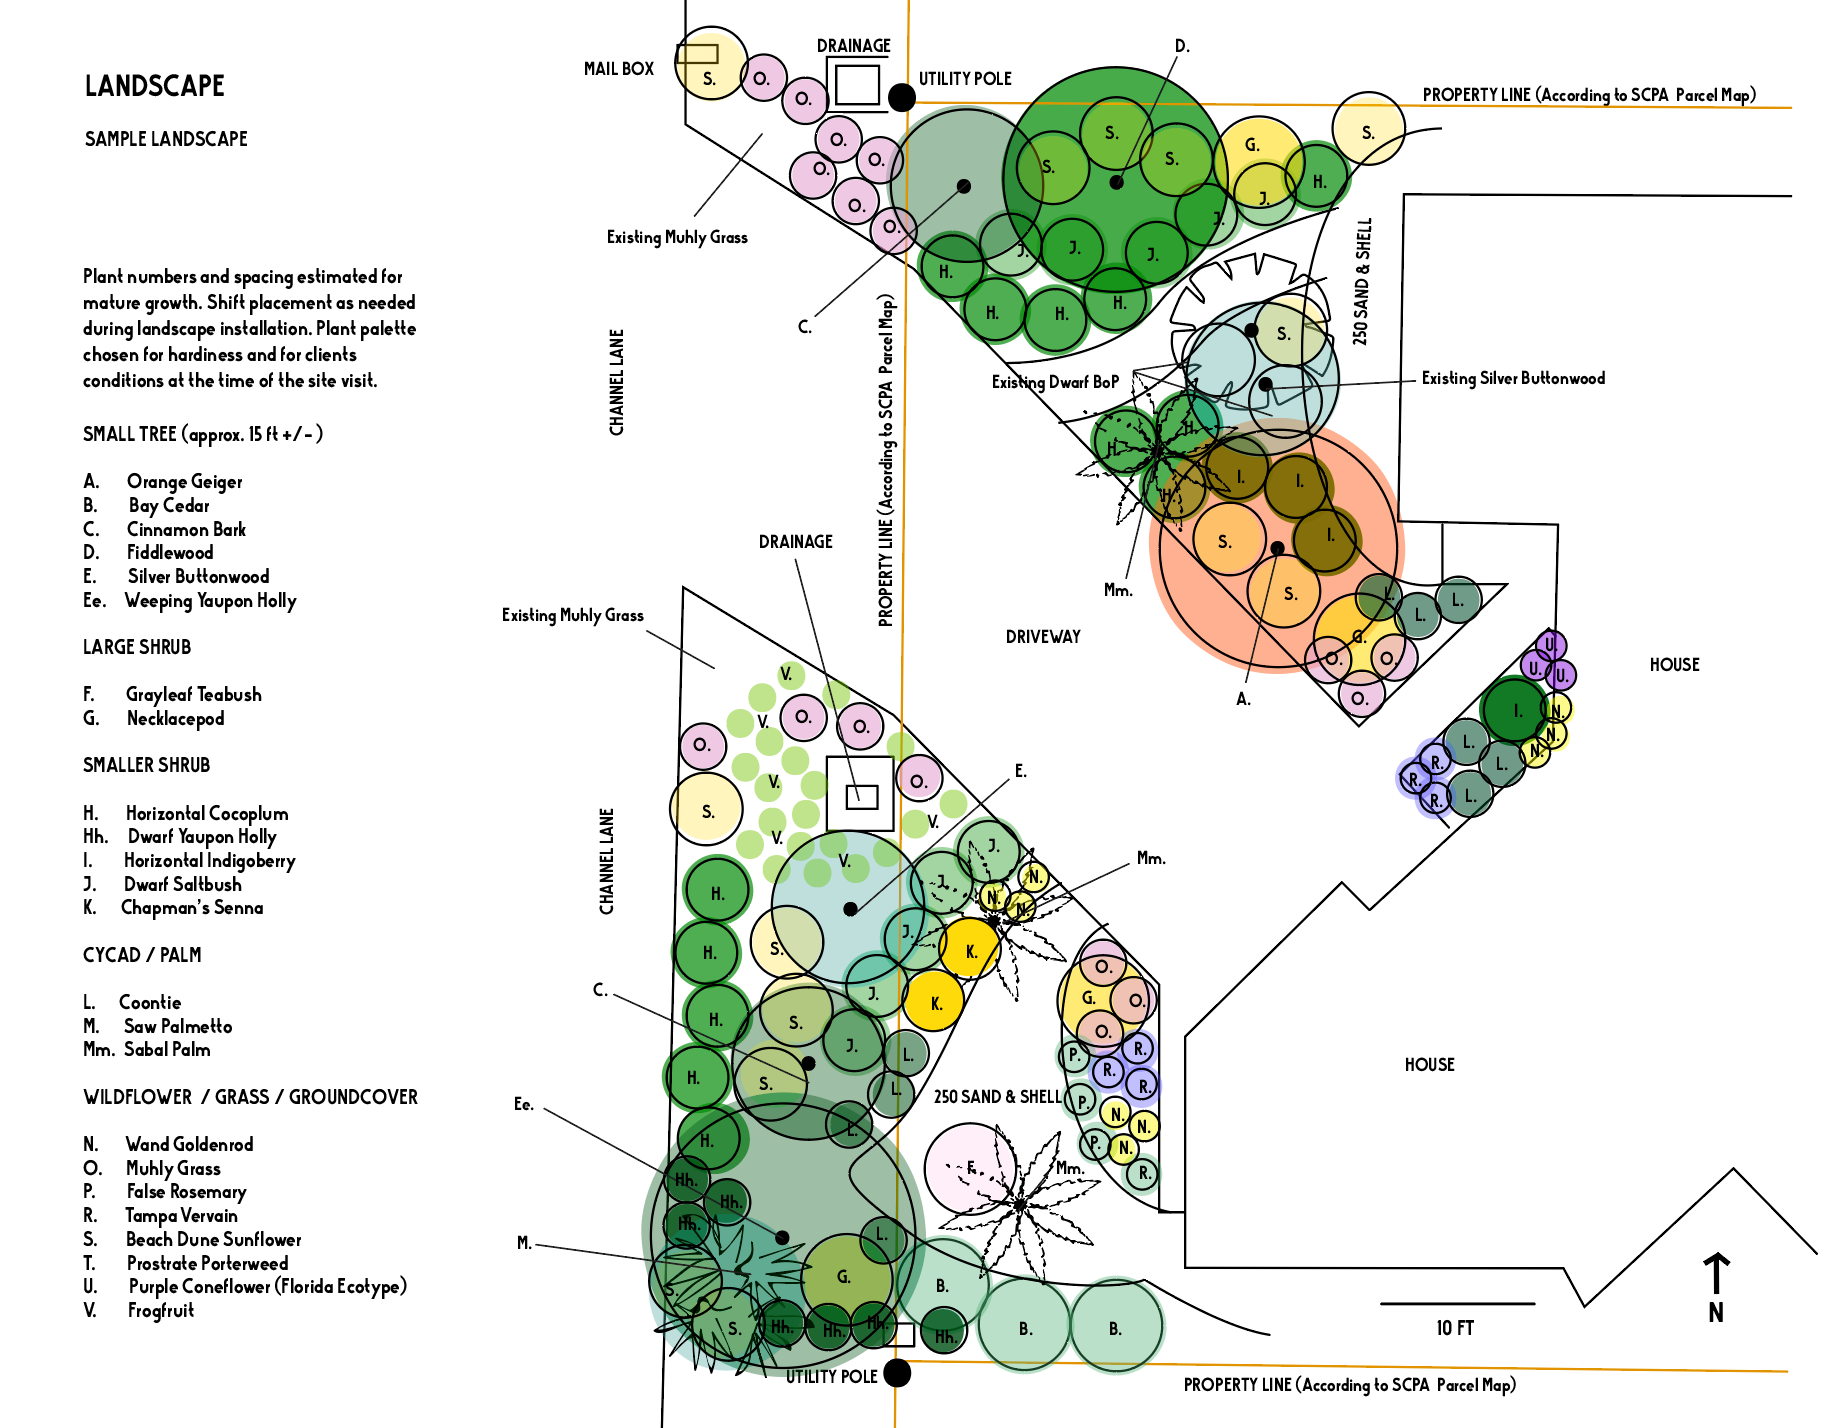 LANDSCAPE
SAMPLE LANDSCAPE
Plant numbers and spacing estimated for
mature growth. Shift placement as needed
during landscape installation. Plant palette
chosen for hardiness and for clients
conditions at the time of the site visit.
SMALL TREE (approx. 15 ft +/-)
A. Orange Geiger
B. Bay Cedar
C. Cinnamon Bark
D. Fiddlewood
E. Silver Buttonwood
Ee. Weeping Yaupon Holly
LARGE SHRUB
F. Grayleaf Teabush
G. Necklacepod
SMALLER SHRUB
H. Horizontal Cocoplum
Hh. Dwarf Yaupon Holly
I. Horizontal Indigoberry
J. Dwarf Saltbush
K. Chapman's Senna
CYCAD / PALM
L. Coontie
M. Saw Palmetto
Mm. Sabal Palm
WILDFLOWER / GRASS / GROUNDCOVER
N. Wand Goldenrod
O. Muhly Grass
P. False Rosemary
R. Tampa Vervain
S. Beach Dune Sunflower
T. Prostrate Porterweed
U. Purple Coneflower (Florida Ecotype)
V. Frogfruit
MAIL BOX
DRAINAGE
UTILITY POLE
D.
PROPERTY LINE (According to SCPA Parcel Map)
S.
O.
O.
O.
O.
O.
O.
O.
S.
S.
S.
G.
S.
J.
H.
J.
J.
J.
J.
H.
H.
H.
H.
Existing Muhly Grass
C.
CHANNEL LANE
PROPERTY LINE (According to SCPA Parcel Map)
250 SAND & SHELL
S.
Existing Dwarf BoP
Existing Silver Buttonwood
H.
H.
H.
I.
I.
I.
S.
S.
Mm.
A.
G.
L.
L.
L.
O.
O.
O.
DRIVEWAY
HOUSE
U.
U.
U.
I.
N.
N.
N.
L.
L.
L.
R.
R.
R.
DRAINAGE
Existing Muhly Grass
V.
V.
O.
O.
O.
V.
O.
S.
V.
V.
V.
E.
CHANNEL LANE
H.
H.
H.
H.
H.
J.
J.
J.
J.
J.
N.
N.
N.
Mm.
K.
K.
S.
S.
S.
C.
L.
L.
L.
L.
250 SAND & SHELL
O.
G.
O.
O.
P.
R.
R.
R.
P.
N.
N.
P.
N.
R.
F.
Mm.
Ee.
Hh.
Hh.
Hh.
M.
S.
S.
G.
Hh.
Hh.
Hh.
Hh.
B.
B.
B.
HOUSE
UTILITY POLE
PROPERTY LINE (According to SCPA Parcel Map)
10 FT
N